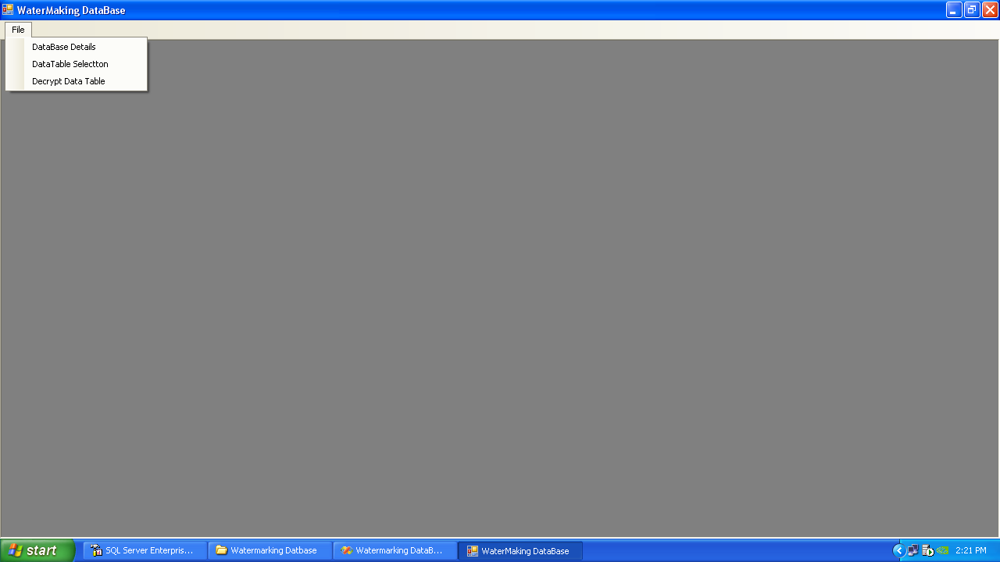 WaterMaking DataBase
File
DataBase Details
DataTable Selectton
Decrypt Data Table
start
SQL Server Enterpris...
Watermarking Datbase
Watermarking DataB...
WaterMaking DataBase
2:21 PM